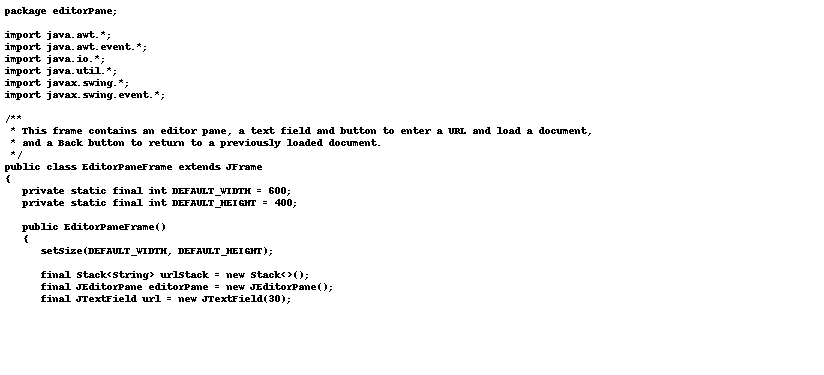 package editorPane;

import java.awt.*;
import java.awt.event.*;
import java.io.*;
import java.util.*;
import javax.swing.*;
import javax.swing.event.*;

/**
 * This frame contains an editor pane, a text field and button to enter a URL and load a document,
 * and a Back button to return to a previously loaded document.
 */
public class EditorPaneFrame extends JFrame
{
   private static final int DEFAULT_WIDTH = 600;
   private static final int DEFAULT_HEIGHT = 400;

   public EditorPaneFrame()
   {
      setSize(DEFAULT_WIDTH, DEFAULT_HEIGHT);

      final Stack<String> urlStack = new Stack<>();
      final JEditorPane editorPane = new JEditorPane();
      final JTextField url = new JTextField(30);